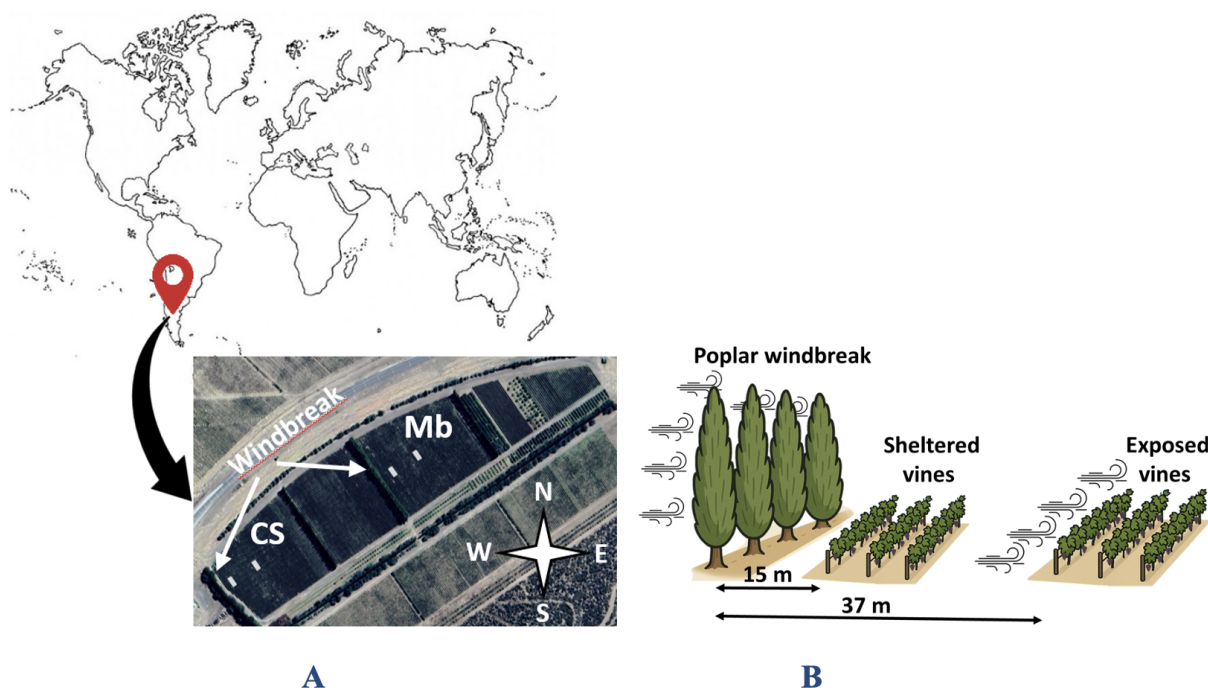 Windbreak
Mb
CS
N
W
E
S
A
Poplar windbreak
Sheltered
vines
Exposed
vines
15 m
37 m
B